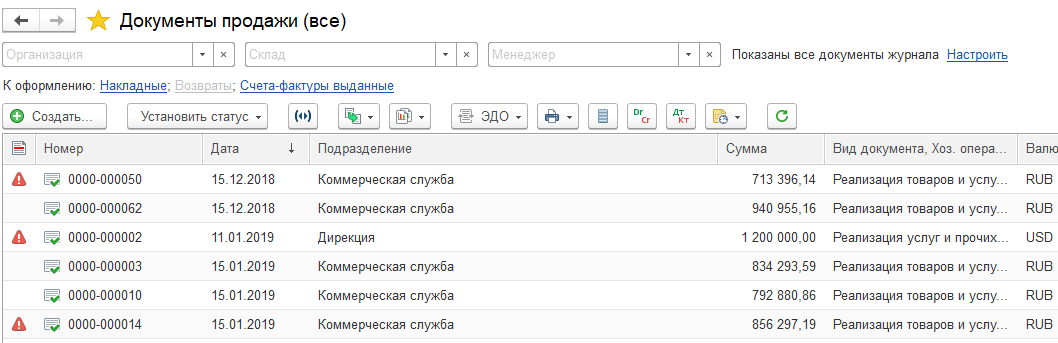 Документы продажи (все)
Организация Склад Менеджер Показаны все документы журнала Настроить
К оформлению: Накладные; Возвраты; Счета-фактуры выданные
Создать... Установить статус ЭДО Dr Cr Дт Кт
Номер Дата ↓ Подразделение Сумма Вид документа, Хоз. опера... Валю
0000-000050 15.12.2018 Коммерческая служба 713 396,14 Реализация товаров и услу... RUB
0000-000062 15.12.2018 Коммерческая служба 940 955,16 Реализация товаров и услу... RUB
0000-000002 11.01.2019 Дирекция 1 200 000,00 Реализация услуг и прочих... USD
0000-000003 15.01.2019 Коммерческая служба 834 293,59 Реализация товаров и услу... RUB
0000-000010 15.01.2019 Коммерческая служба 792 880,86 Реализация товаров и услу... RUB
0000-000014 15.01.2019 Коммерческая служба 856 297,19 Реализация товаров и услу... RUB